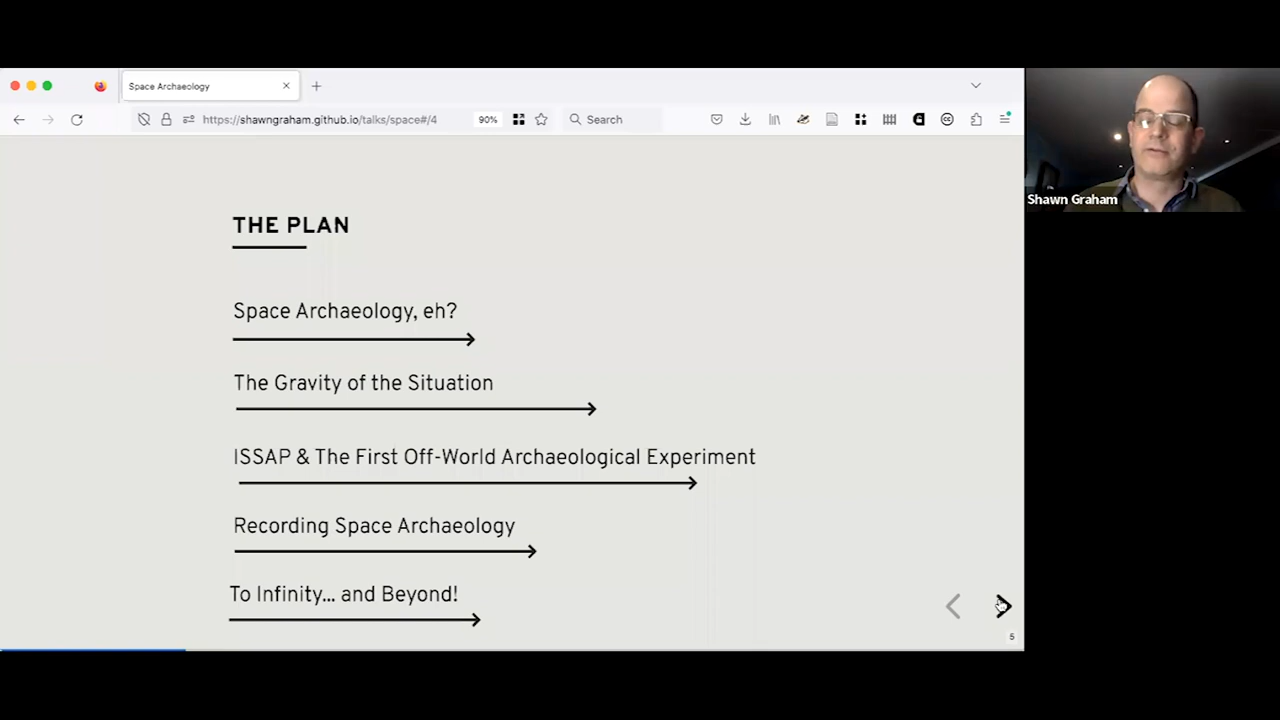 Space Archaeology
https://shawngraham.github.io/talks/space#/4
90%
Search
Shawn Graham
THE PLAN
Space Archaeology, eh?
The Gravity of the Situation
ISSAP & The First Off-World Archaeological Experiment
Recording Space Archaeology
To Infinity... and Beyond!
5